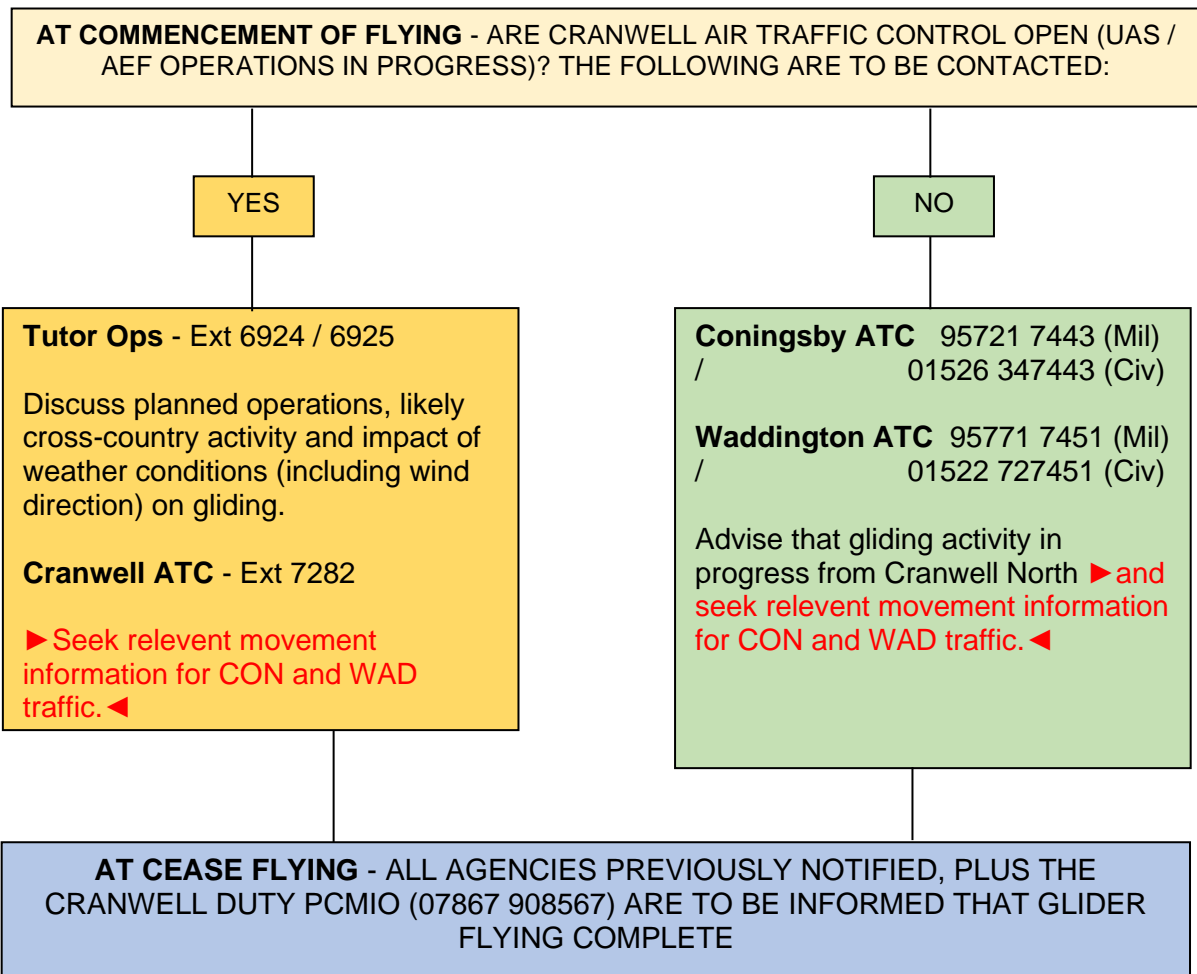 AT COMMENCEMENT OF FLYING - ARE CRANWELL AIR TRAFFIC CONTROL OPEN (UAS /
AEF OPERATIONS IN PROGRESS)? THE FOLLOWING ARE TO BE CONTACTED:
YES
NO
Tutor Ops - Ext 6924 / 6925
Discuss planned operations, likely
cross-country activity and impact of
weather conditions (including wind
direction) on gliding.
Cranwell ATC - Ext 7282
►Seek relevent movement
information for CON and WAD
traffic.◄
Coningsby ATC 95721 7443 (Mil)
/ 01526 347443 (Civ)
Waddington ATC 95771 7451 (Mil)
/ 01522 727451 (Civ)
Advise that gliding activity in
progress from Cranwell North ►and
seek relevent movement information
for CON and WAD traffic.◄
AT CEASE FLYING - ALL AGENCIES PREVIOUSLY NOTIFIED, PLUS THE
CRANWELL DUTY PCMIO (07867 908567) ARE TO BE INFORMED THAT GLIDER
FLYING COMPLETE